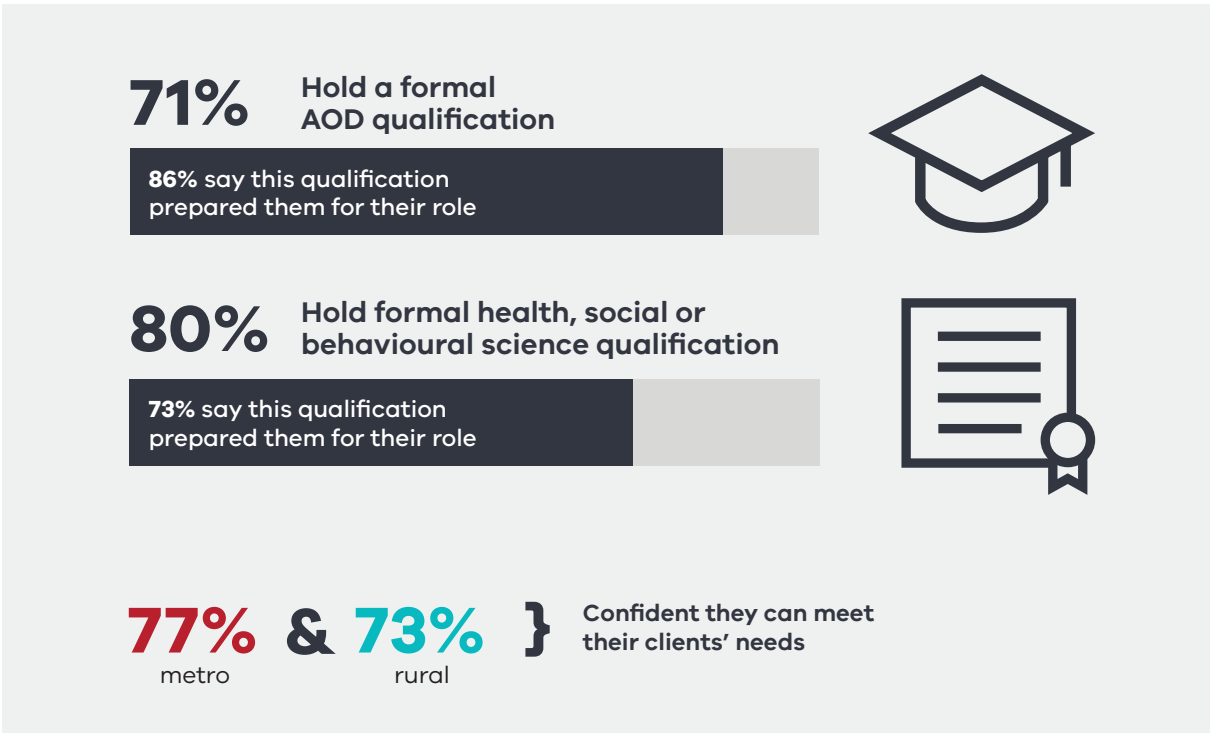 71%
Hold a formal
AOD qualification
86% say this qualification
prepared them for their role
80%
Hold formal health, social or
behavioural science qualification
73% say this qualification
prepared them for their role
77% & 73% } Confident they can meet
their clients’ needs
metro
rural